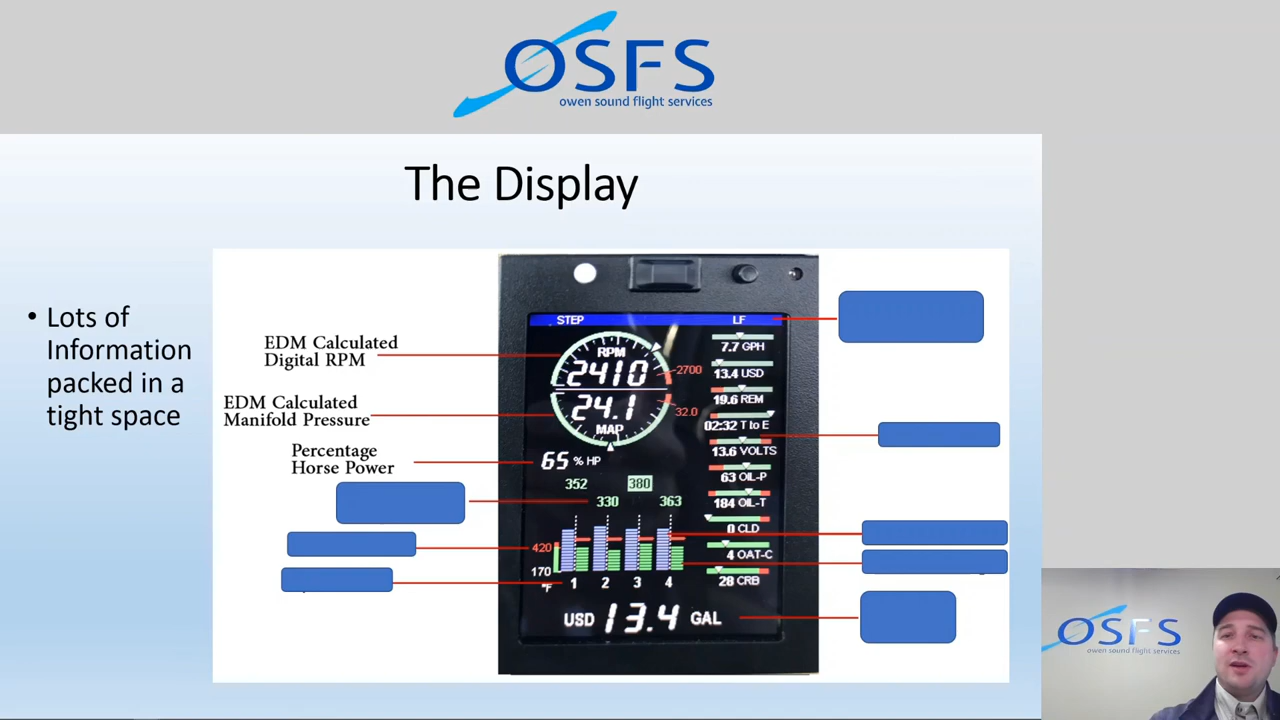 OSFS
owen sound flight services
The Display
• Lots of
Information
packed in a
tight space
EDM Calculated
Digital RPM
EDM Calculated
Manifold Pressure
Percentage
Horse Power
STEP LF
RPM
2410
2700
24.1
32.0
MAP
65 % HP
352 380
330 363
420
170
°F
1 2 3 4
7.7 GPH
13.4 USD
19.6 REM
02:32 T to E
13.6 VOLTS
63 OIL-P
184 OIL-T
0 CLD
4 OAT-C
28 CRB
USD 13.4 GAL
OSFS
owen sound flight services